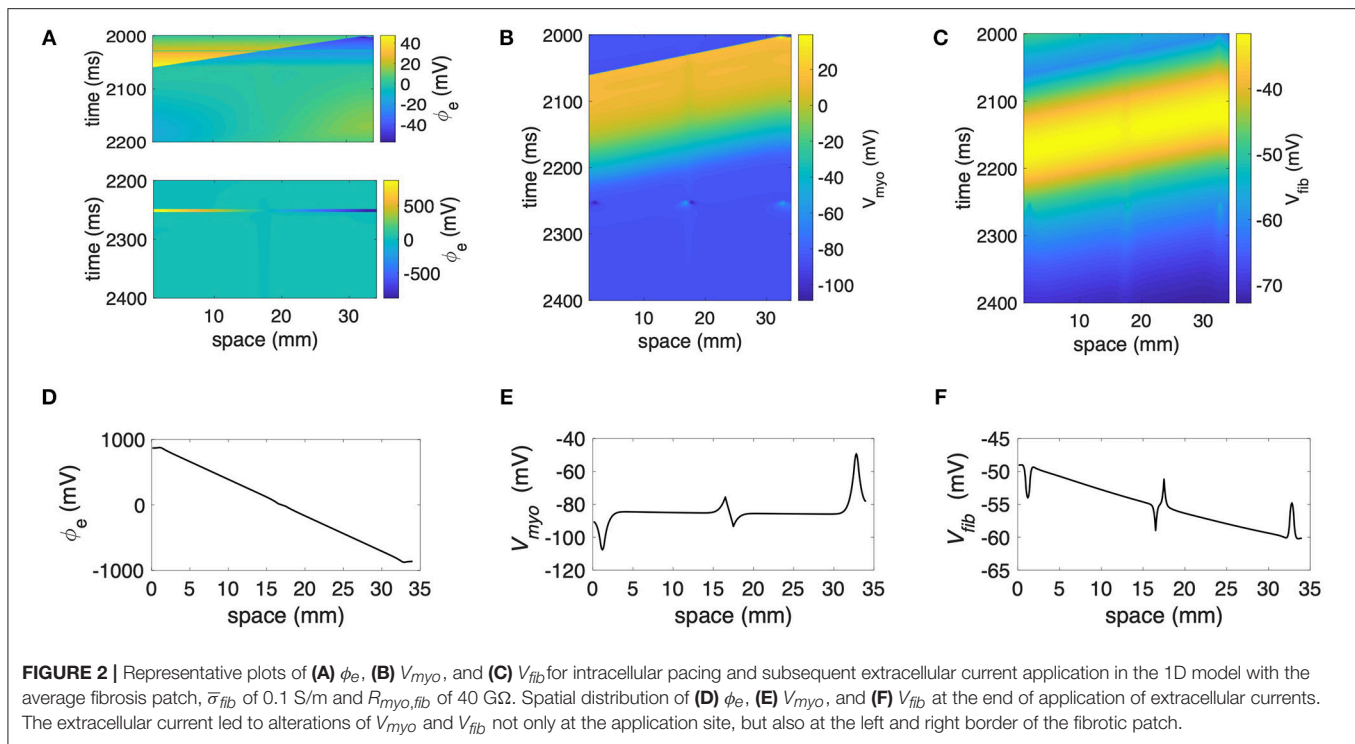 A
2000
2100
2200
time (ms)
40
20
0
-20
-40
ϕe (mV)
2200
2300
2400
time (ms)
10
20
30
space (mm)
500
0
-500
ϕe (mV)
B
2000
2100
2200
2300
2400
time (ms)
10
20
30
space (mm)
20
0
-20
-40
-60
-80
-100
Vmyo (mV)
C
2000
2100
2200
2300
2400
time (ms)
10
20
30
space (mm)
-40
-50
-60
-70
Vfib (mV)
D
1000
0
-1000
ϕe (mV)
0 5 10 15 20 25 30 35
space (mm)
E
-40
-60
-80
-100
-120
Vmyo (mV)
0 5 10 15 20 25 30 35
space (mm)
F
-45
-50
-55
-60
-65
Vfib (mV)
0 5 10 15 20 25 30 35
space (mm)
FIGURE 2 | Representative plots of (A) ϕe, (B) Vmyo, and (C) Vfib for intracellular pacing and subsequent extracellular current application in the 1D model with the
average fibrosis patch, σ̅fib of 0.1 S/m and Rmyo,fib of 40 GΩ. Spatial distribution of (D) ϕe, (E) Vmyo, and (F) Vfib at the end of application of extracellular currents.
The extracellular current led to alterations of Vmyo and Vfib not only at the application site, but also at the left and right border of the fibrotic patch.